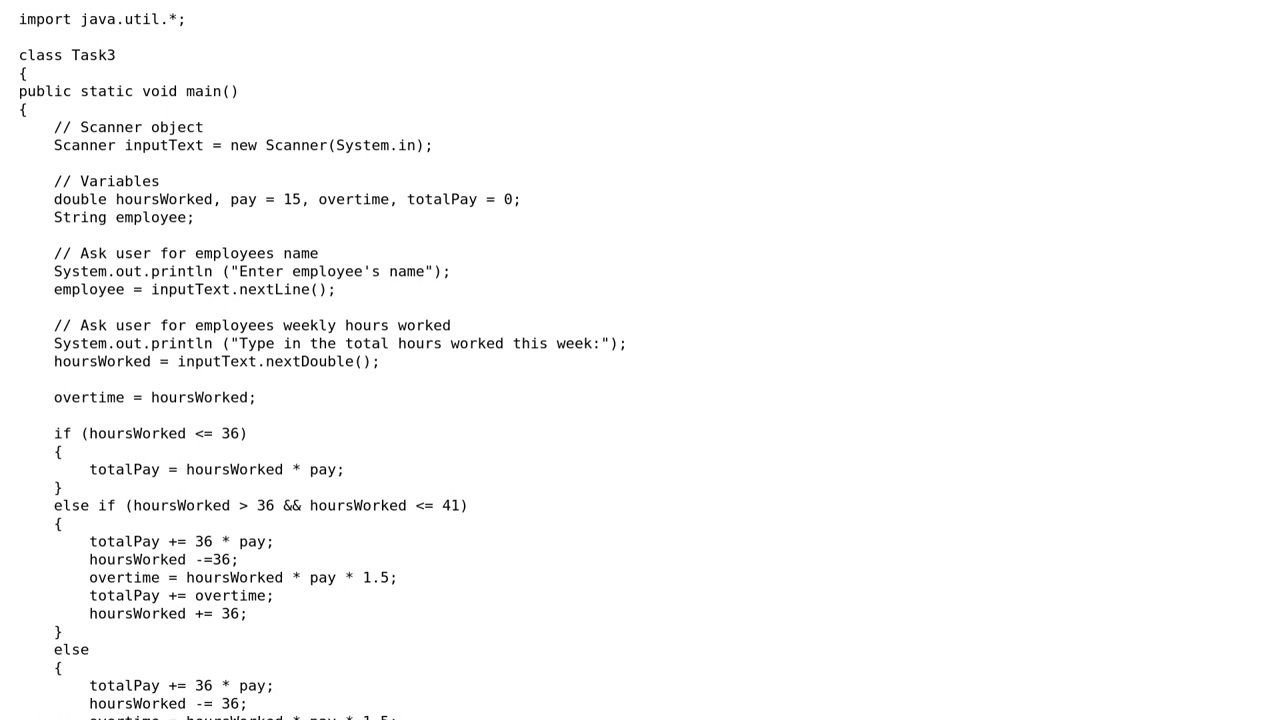 import java.util.*;
class Task3
{
public static void main()
{
// Scanner object
Scanner inputText = new Scanner(System.in);
// Variables
double hoursWorked, pay = 15, overtime, totalPay = 0;
String employee;
// Ask user for employees name
System.out.println ("Enter employee's name");
employee = inputText.nextLine();
// Ask user for employees weekly hours worked
System.out.println ("Type in the total hours worked this week:");
hoursWorked = inputText.nextDouble();
overtime = hoursWorked;
if (hoursWorked <= 36)
{
totalPay = hoursWorked * pay;
}
else if (hoursWorked > 36 && hoursWorked <= 41)
{
totalPay += 36 * pay;
hoursWorked -=36;
overtime = hoursWorked * pay * 1.5;
totalPay += overtime;
hoursWorked += 36;
}
else
{
totalPay += 36 * pay;
hoursWorked -= 36;
overtime = hoursWorked * pay * 1.5;